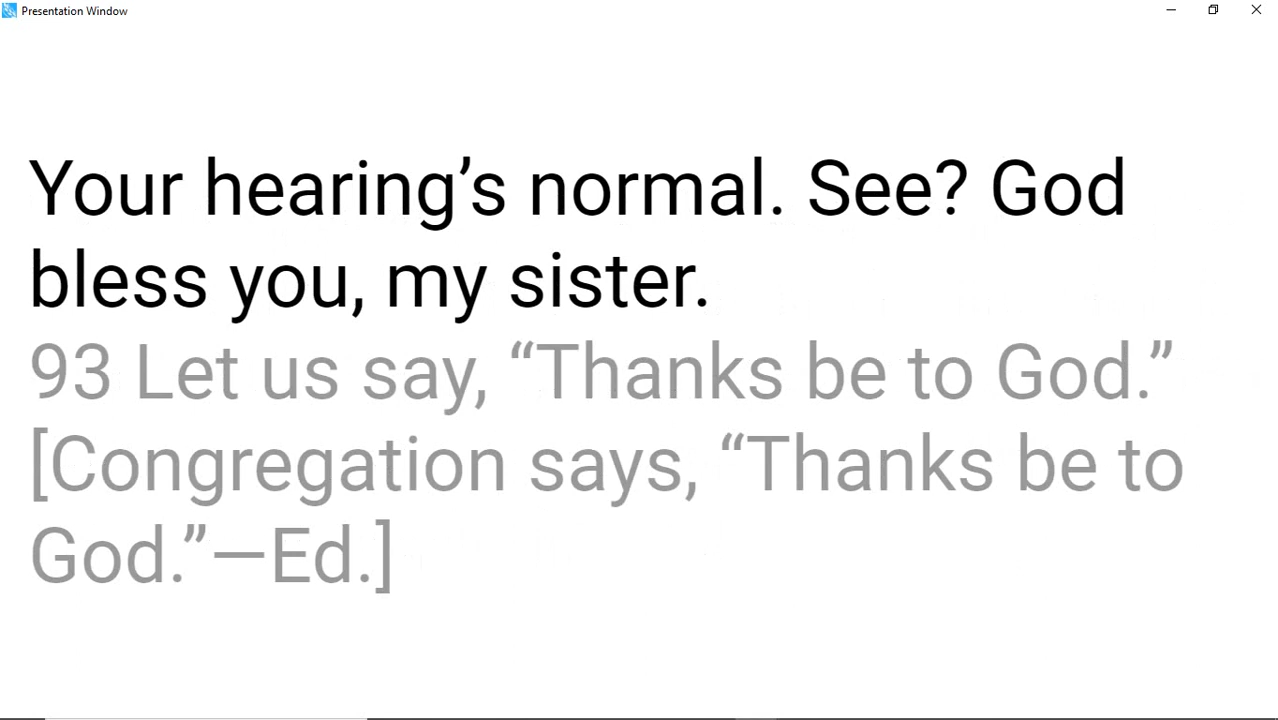 Presentation Window
Your hearing’s normal. See? God
bless you, my sister.
93 Let us say, “Thanks be to God.”
[Congregation says, “Thanks be to
God.”—Ed.]